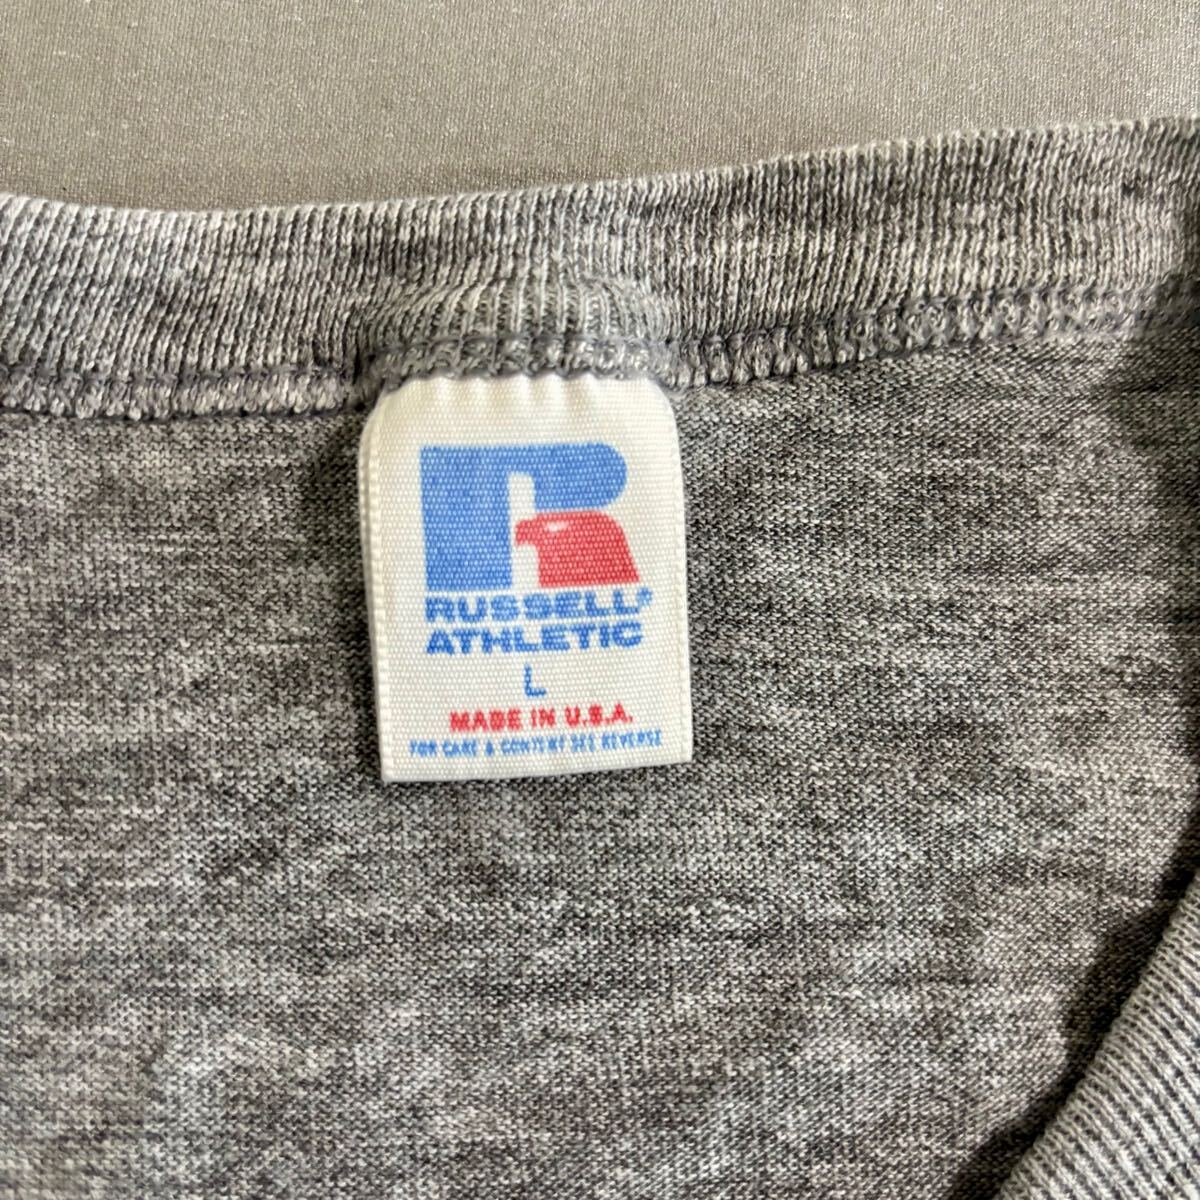 R
RUSSELL®
ATHLETIC
L
MADE IN U.S.A.
FOR CARE & CONTENT SEE REVERSE